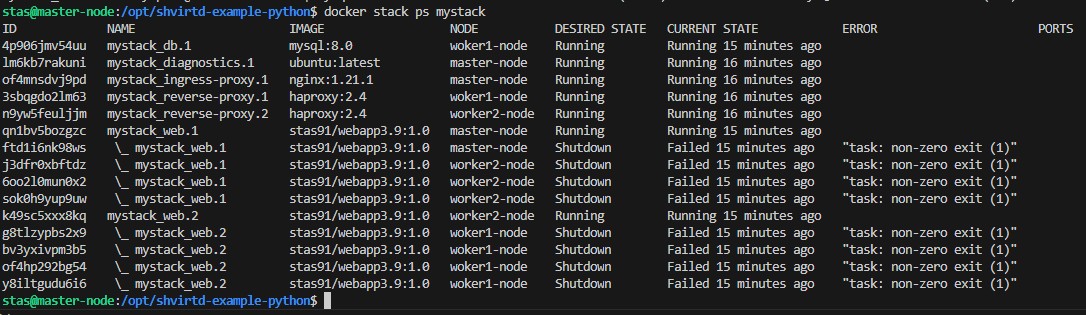 stas@master-node:/opt/shvirtd-example-python$ docker stack ps mystack
ID NAME IMAGE NODE DESIRED STATE CURRENT STATE ERROR PORTS
4p906jmv54uu mystack_db.1 mysql:8.0 woker1-node Running Running 15 minutes ago
lm6kb7rakuni mystack_diagnostics.1 ubuntu:latest master-node Running Running 16 minutes ago
of4mnsdvj9pd mystack_ingress-proxy.1 nginx:1.21.1 master-node Running Running 16 minutes ago
3sbqgdo2lm63 mystack_reverse-proxy.1 haproxy:2.4 woker1-node Running Running 16 minutes ago
n9yw5feuljjm mystack_reverse-proxy.2 haproxy:2.4 worker2-node Running Running 16 minutes ago
qn1bv5bozgzc mystack_web.1 stas91/webapp3.9:1.0 master-node Running Running 15 minutes ago
ftd1i6nk98ws \_ mystack_web.1 stas91/webapp3.9:1.0 master-node Shutdown Failed 15 minutes ago "task: non-zero exit (1)"
j3dfr0xbftdz \_ mystack_web.1 stas91/webapp3.9:1.0 worker2-node Shutdown Failed 15 minutes ago "task: non-zero exit (1)"
6oo2l0mun0x2 \_ mystack_web.1 stas91/webapp3.9:1.0 worker2-node Shutdown Failed 15 minutes ago "task: non-zero exit (1)"
sok0h9yup9uw \_ mystack_web.1 stas91/webapp3.9:1.0 worker2-node Shutdown Failed 15 minutes ago "task: non-zero exit (1)"
k49sc5xxx8kq mystack_web.2 stas91/webapp3.9:1.0 worker2-node Running Running 15 minutes ago
g8tlzypbs2x9 \_ mystack_web.2 stas91/webapp3.9:1.0 woker1-node Shutdown Failed 15 minutes ago "task: non-zero exit (1)"
bv3yxivpm3b5 \_ mystack_web.2 stas91/webapp3.9:1.0 woker1-node Shutdown Failed 15 minutes ago "task: non-zero exit (1)"
of4hp292bg54 \_ mystack_web.2 stas91/webapp3.9:1.0 woker1-node Shutdown Failed 15 minutes ago "task: non-zero exit (1)"
y8iltgudu6i6 \_ mystack_web.2 stas91/webapp3.9:1.0 woker1-node Shutdown Failed 15 minutes ago "task: non-zero exit (1)"
stas@master-node:/opt/shvirtd-example-python$